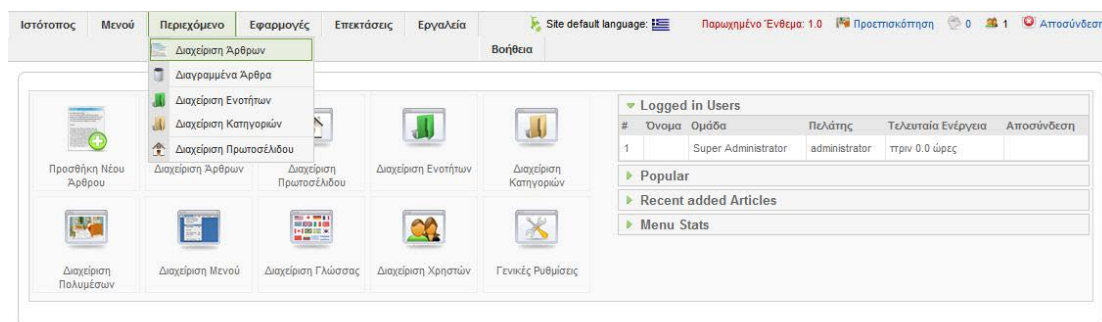 Ιστότοπος Μενού Περιεχόμενο Εφαρμογές Επεκτάσεις Εργαλεία Site default language: Παρωχημένο Ένθεμα: 1.0 Προεπισκόπηση 0 1 Αποσύνδεση
Βοήθεια
Διαχείριση Άρθρων
Διαγραμμένα Άρθρα
Διαχείριση Ενοτήτων
Διαχείριση Κατηγοριών
Διαχείριση Πρωτοσέλιδου
Προσθήκη Νέου
Άρθρου
Διαχείριση Άρθρων
Διαχείριση
Πρωτοσέλιδου
Διαχείριση Ενοτήτων
Διαχείριση
Κατηγοριών
Διαχείριση
Πολυμέσων
Διαχείριση Μενού
Διαχείριση Γλώσσας
Διαχείριση Χρηστών
Γενικές Ρυθμίσεις
Logged in Users
# Όνομα Ομάδα Πελάτης Τελευταία Ενέργεια Αποσύνδεση
1 Super Administrator administrator πριν 0.0 ώρες
Popular
Recent added Articles
Menu Stats